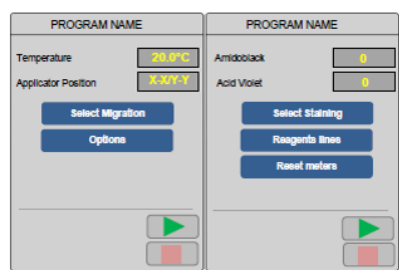 PROGRAM NAME
Temperature 20.0°C
Applicator Position X-X/Y-Y
Select Migration
Options
PROGRAM NAME
Amidoblack 0
Acid Violet 0
Select Staining
Reagents lines
Reset meters